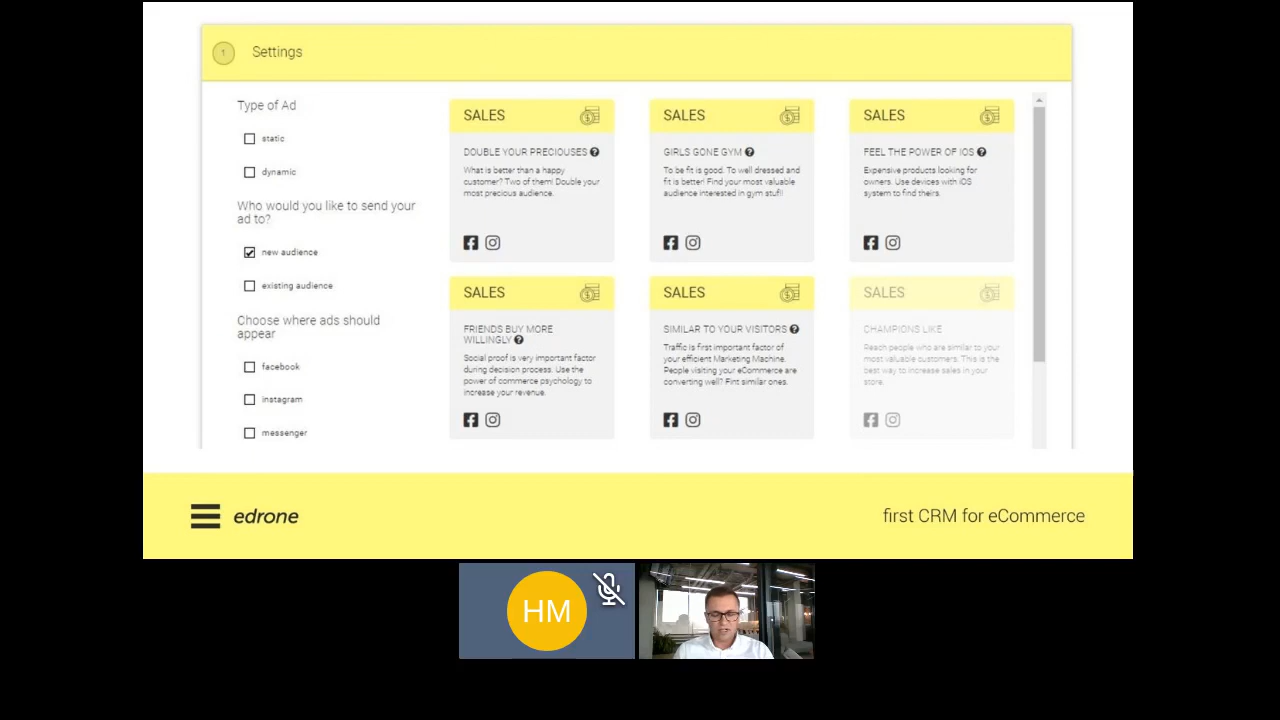 1 Settings
Type of Ad
static
dynamic
Who would you like to send your
ad to?
new audience
existing audience
Choose where ads should
appear
facebook
instagram
messenger
SALES
DOUBLE YOUR PRECIOUSES ?
What is better than a happy
customer? Two of them! Double your
most precious audience.
SALES
GIRLS GONE GYM ?
To be fit is good. To well dressed and
fit is better! Find your most valuable
audience interested in gym stuf!!
SALES
FEEL THE POWER OF IOS ?
Expensive products looking for
owners. Use devices with iOS
system to find theirs.
SALES
FRIENDS BUY MORE
WILLINGLY ?
Social proof is very important factor
during decision process. Use the
power of commerce psychology to
increase your revenue.
SALES
SIMILAR TO YOUR VISITORS ?
Traffic is first important factor of
your efficient Marketing Machine.
People visiting your eCommerce are
converting well? Fint similar ones.
SALES
CHAMPIONS LIKE
Reach people who are similar to your
most valuable customers. This is the
best way to increase sales in your
store.
edrone
first CRM for eCommerce
HM